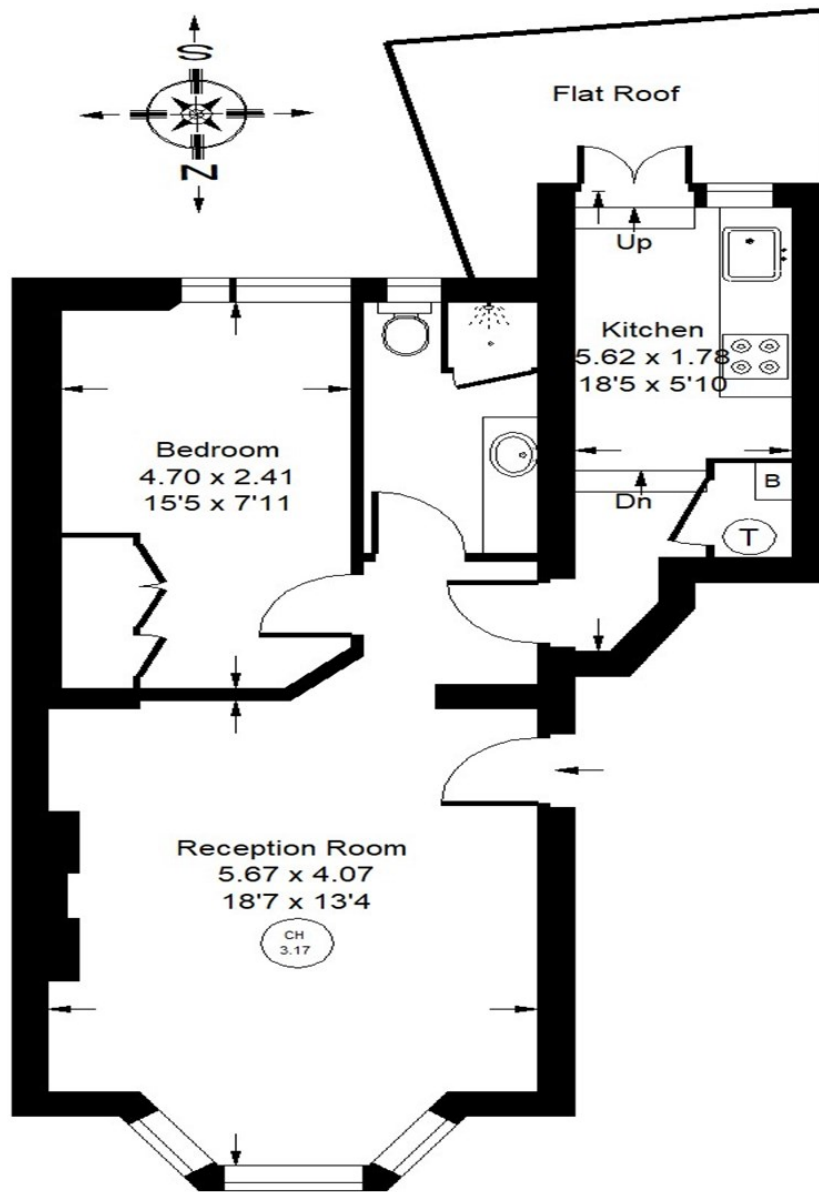 S
N
Flat Roof
Up
Kitchen
5.62 x 1.78
18'5 x 5'10
Bedroom
4.70 x 2.41
15'5 x 7'11
B
Dn
T
Reception Room
5.67 x 4.07
18'7 x 13'4
CH
3.17